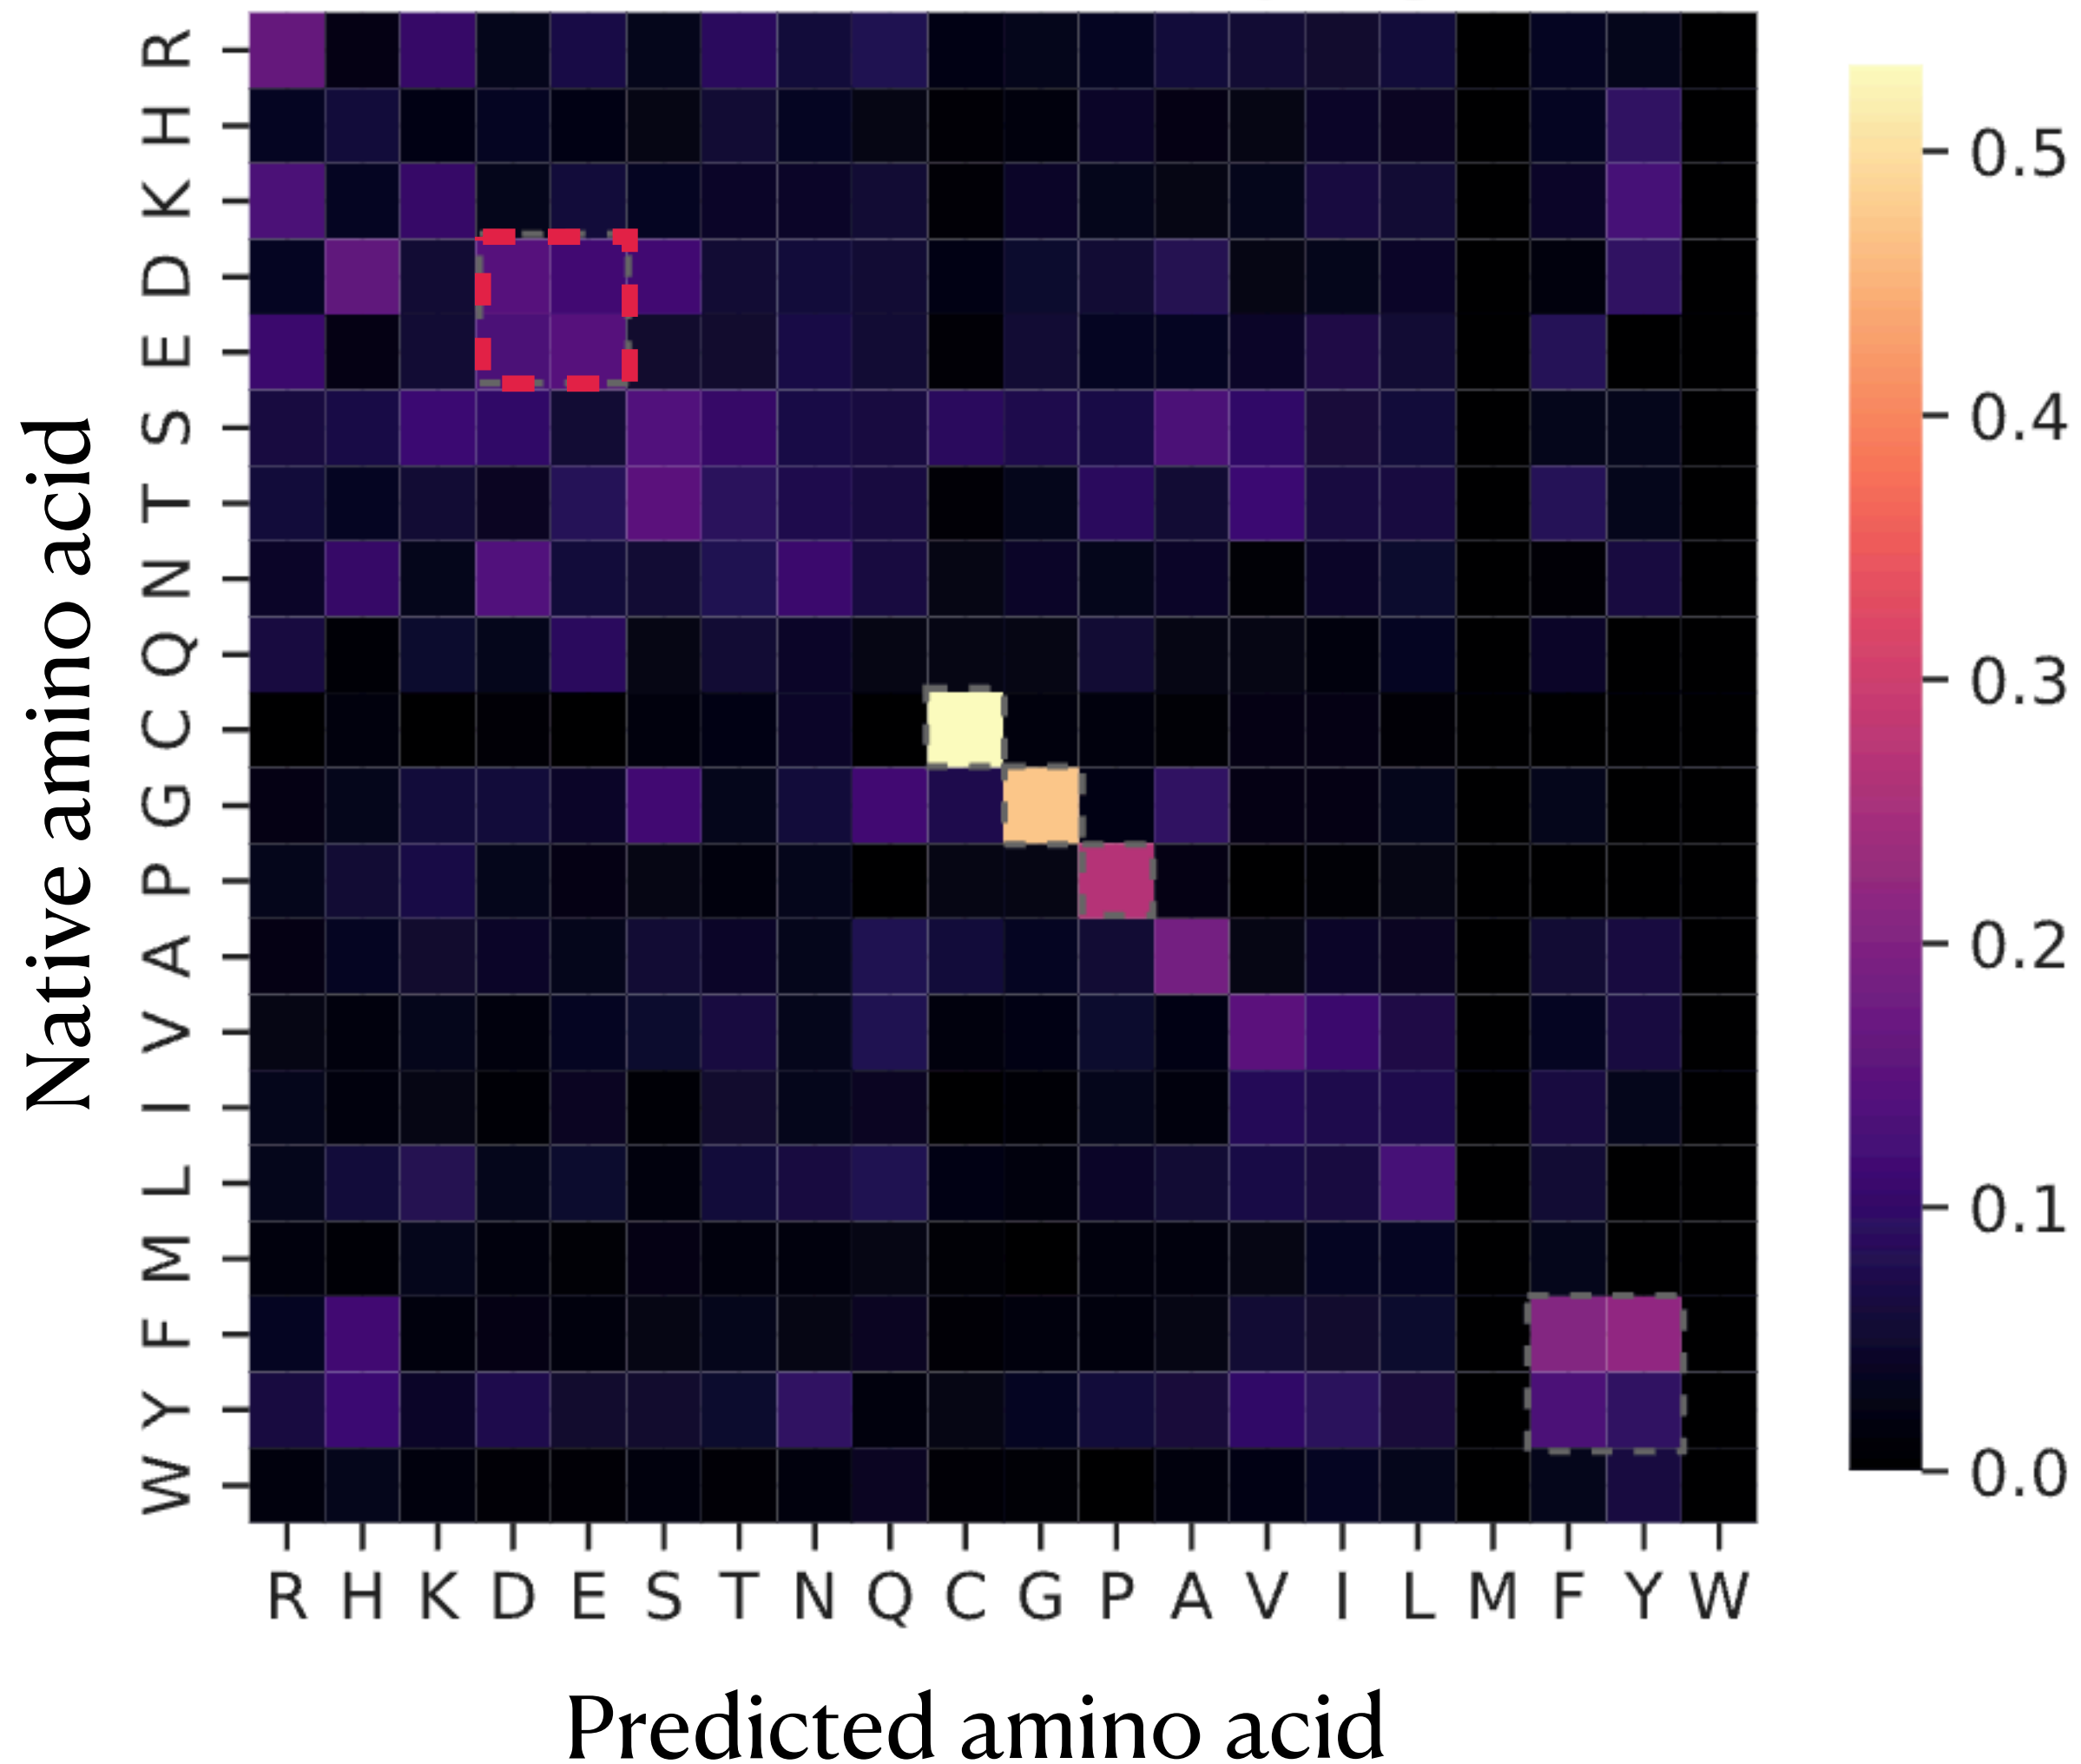 Native amino acid
R
H
K
D
E
S
T
N
Q
C
G
P
A
V
I
L
M
F
Y
W
R H K D E S T N Q C G P A V I L M F Y W
Predicted amino acid
0.5
0.4
0.3
0.2
0.1
0.0